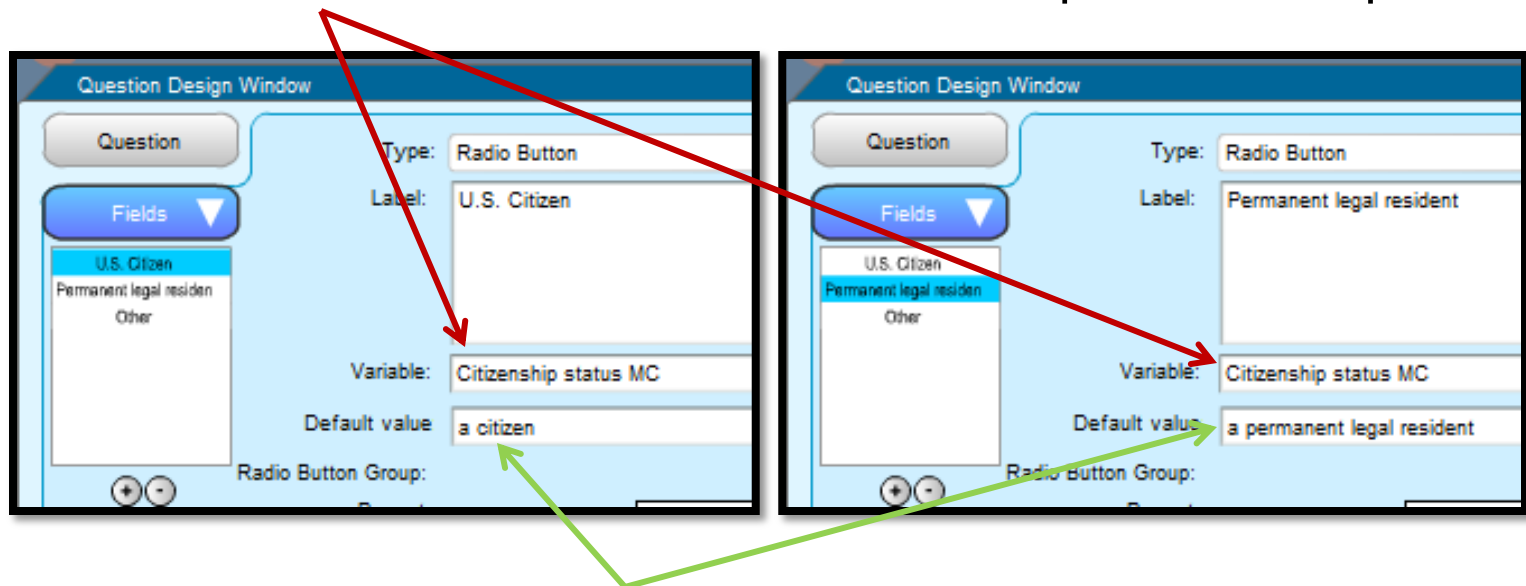 Question Design Window
Question
Type: Radio Button
Fields
Label: U.S. Citizen
U.S. Citizen
Permanent legal residen
Other
Variable: Citizenship status MC
Default value a citizen
Radio Button Group:
Question Design Window
Question
Type: Radio Button
Fields
Label: Permanent legal resident
U.S. Citizen
Permanent legal residen
Other
Variable: Citizenship status MC
Default value a permanent legal resident
Radio Button Group: